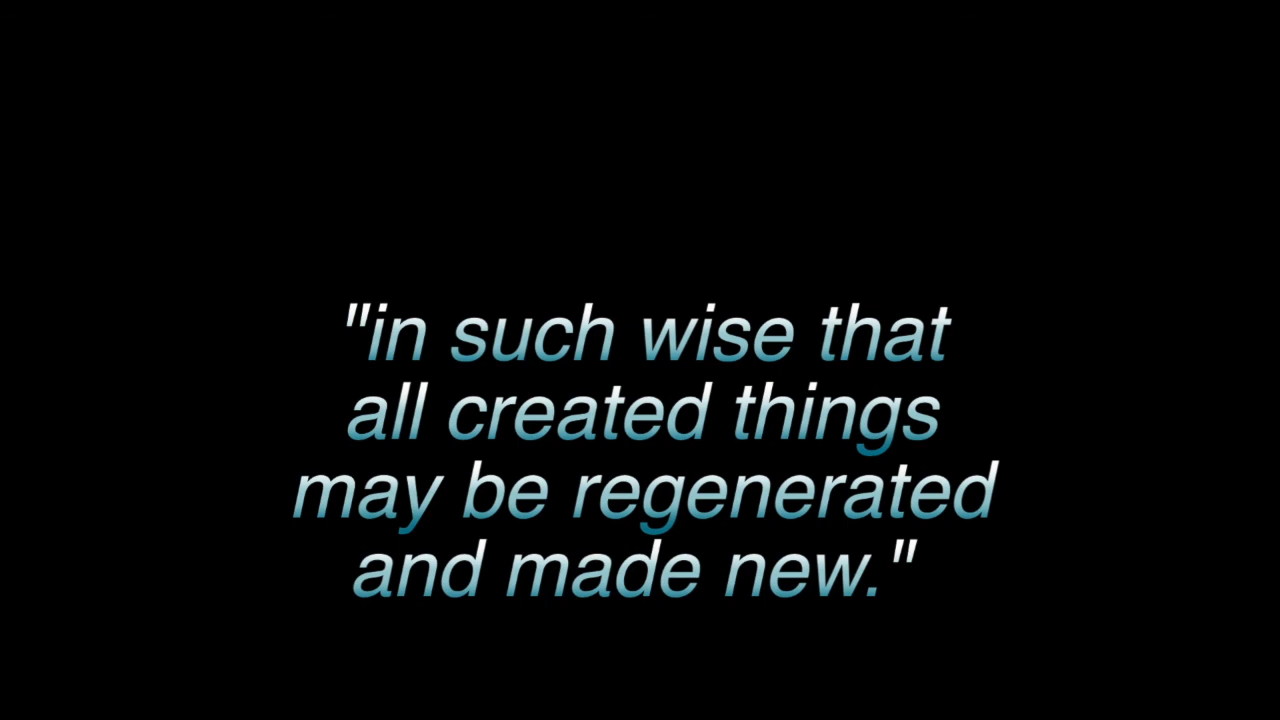 "in such wise that
all created things
may be regenerated
and made new."